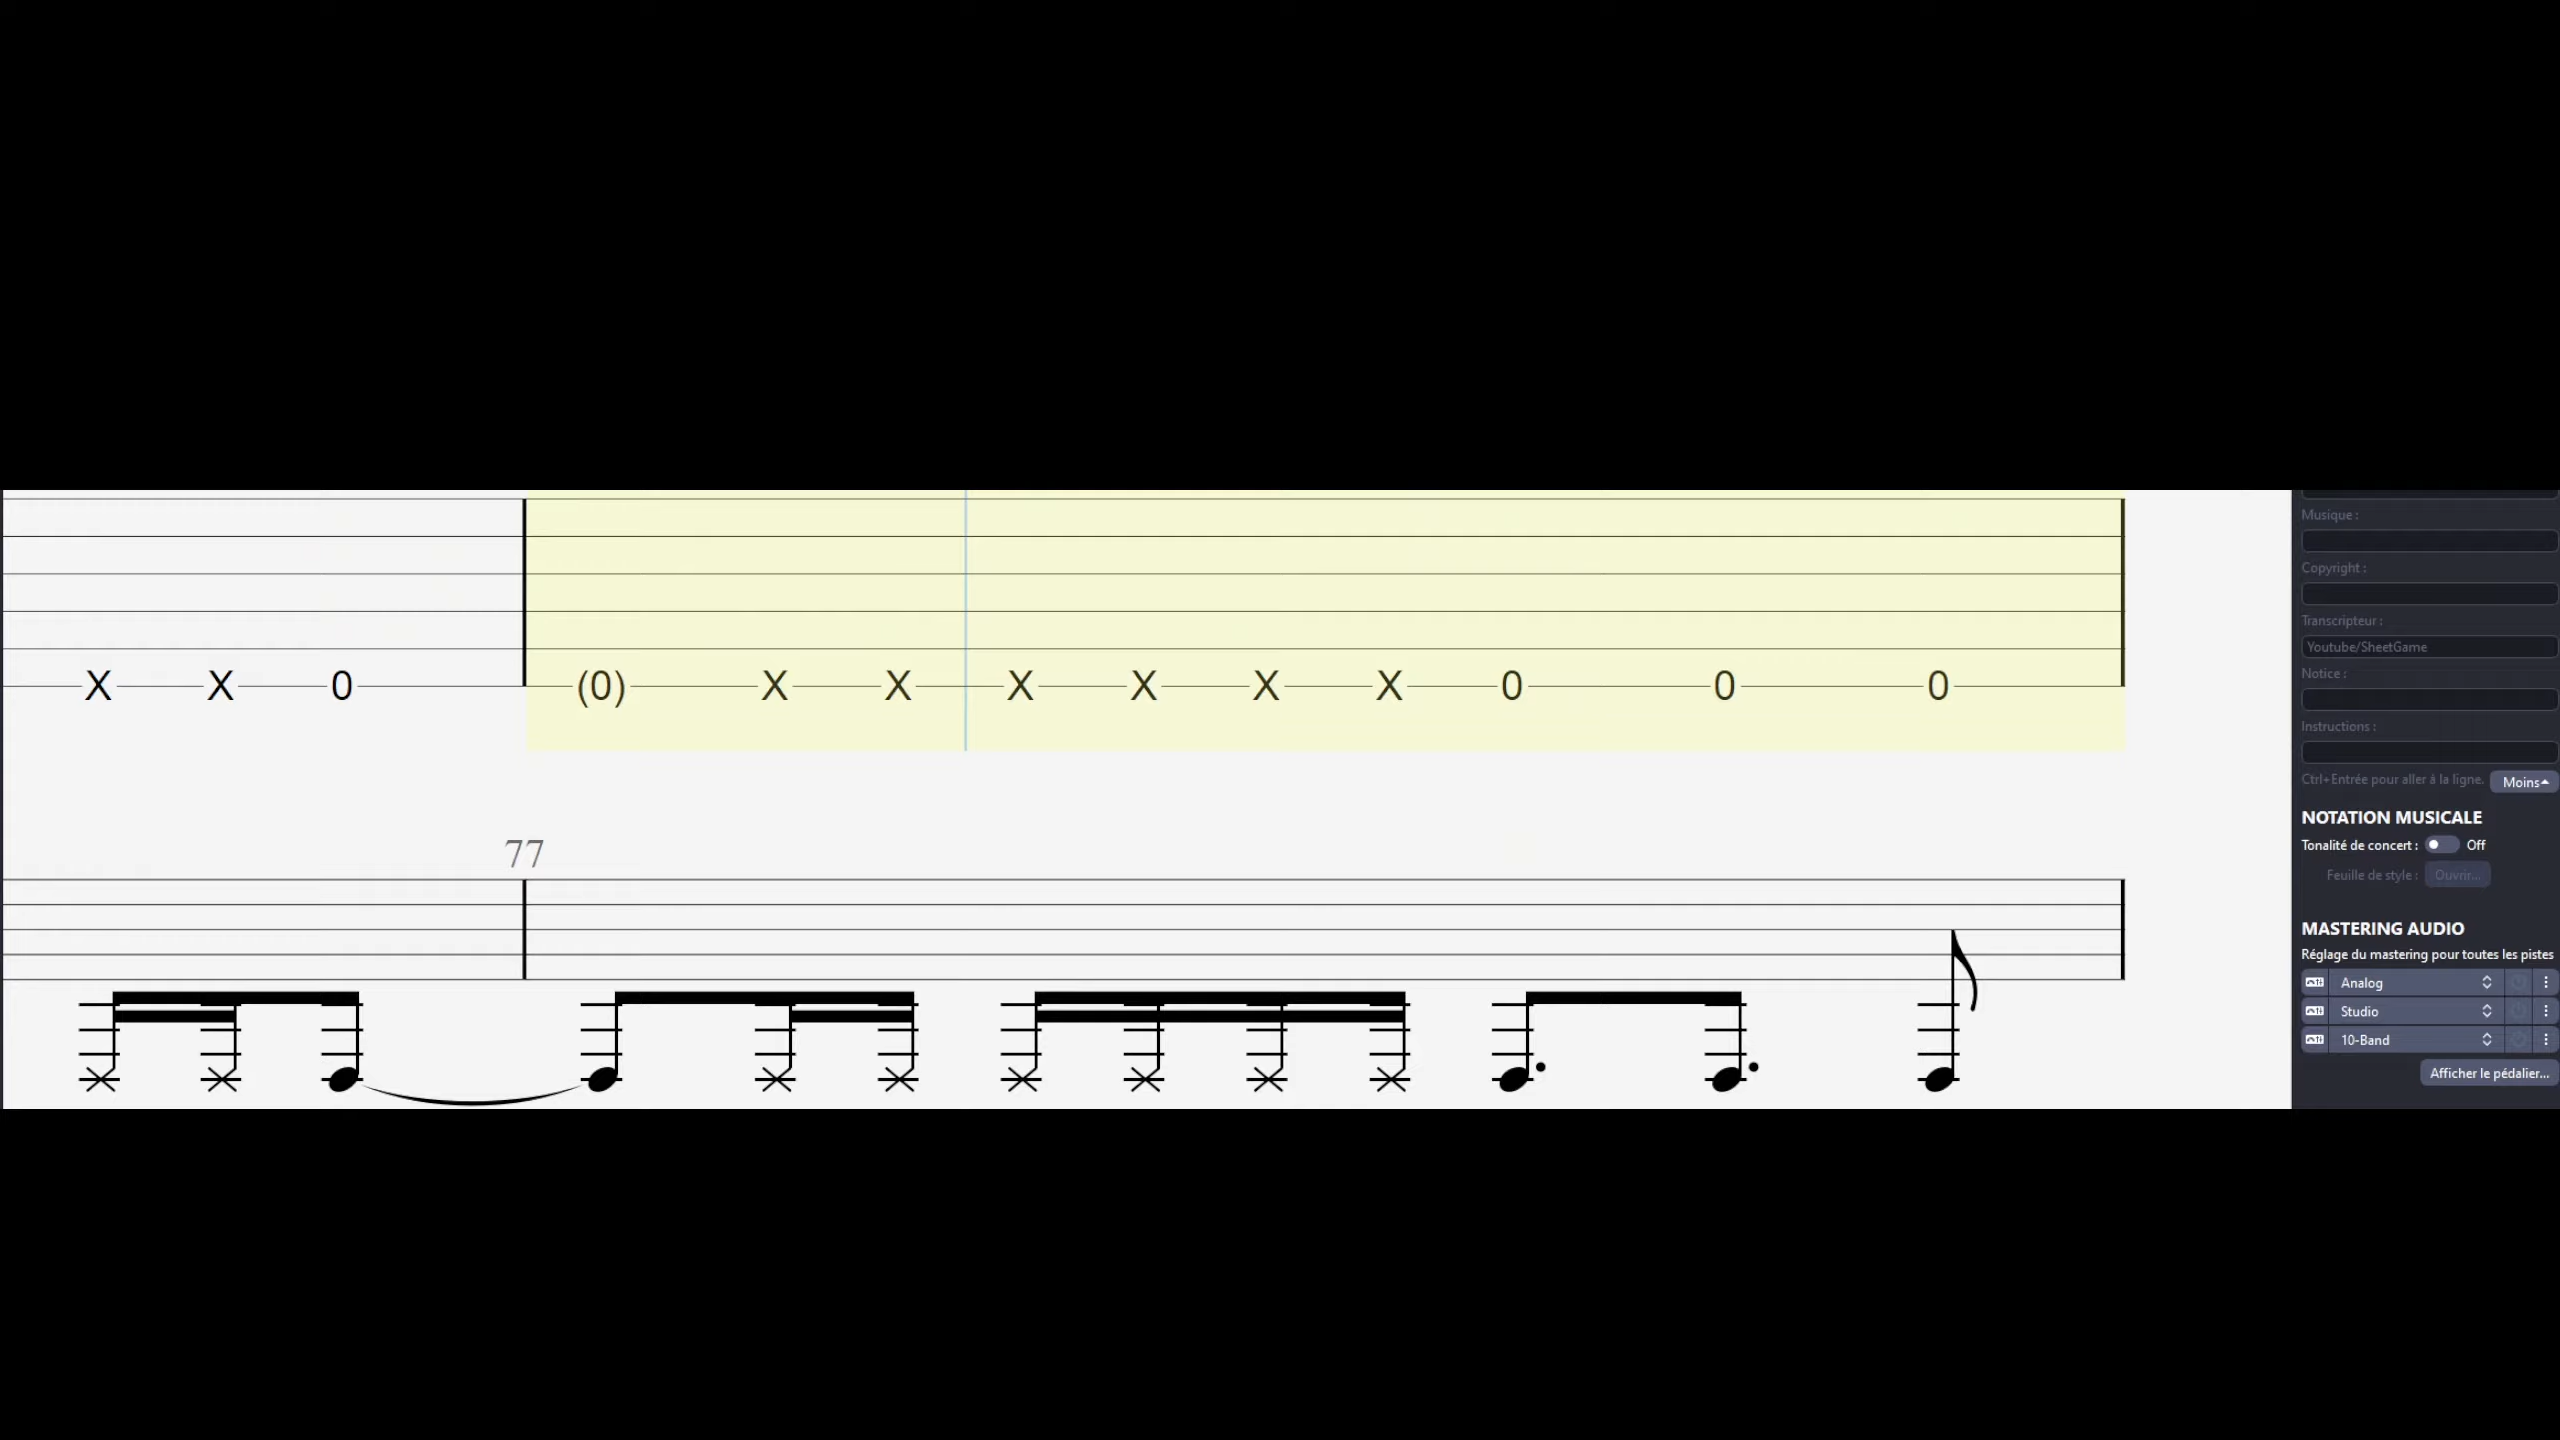 X X 0 (0) X X X X X X 0 0 0
77
Musique :
Copyright :
Transcripteur :
Youtube/SheetGame
Notice :
Instructions :
Ctrl+Entrée pour aller à la ligne. Moins
NOTATION MUSICALE
Tonalité de concert : Off
Feuille de style : Ouvrir...
MASTERING AUDIO
Réglage du mastering pour toutes les pistes
Analog
Studio
10-Band
Afficher le pédalier...